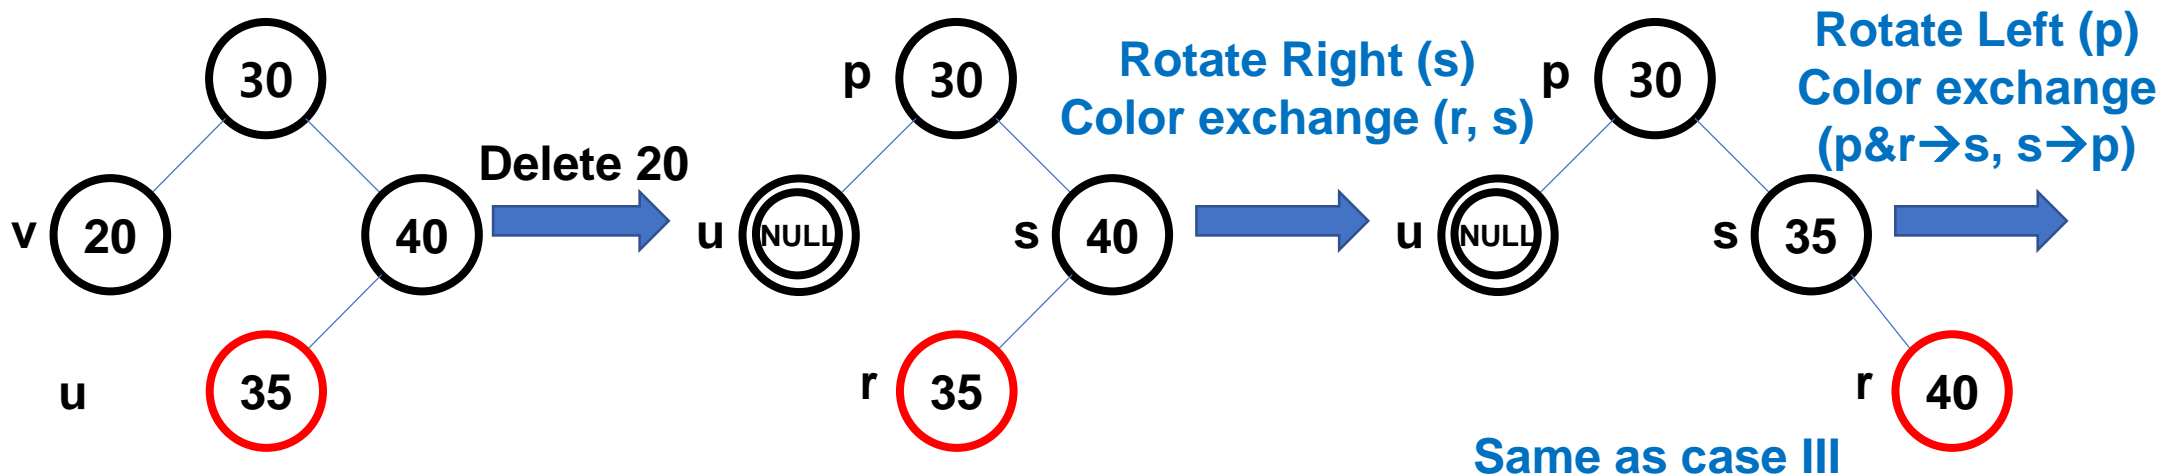 30
v
20
40
u
35
Delete 20
p
30
u
NULL
s
40
r
35
Rotate Right (s)
Color exchange (r, s)
p
30
u
NULL
s
35
r
40
Same as case III
Rotate Left (p)
Color exchange
(p&r→s, s→p)